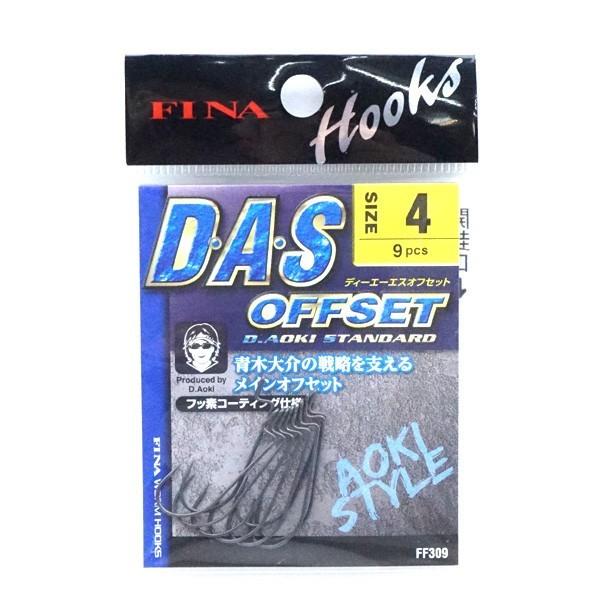 FINA
Hooks
D・A・S
SIZE
4
9pcs
ディーエーエスオフセット
OFFSET
D.AOKI STANDARD
Produced by
D.Aoki
青木大介の戦略を支える
メインオフセット
フッ素コーティング仕様
FINA WORM HOOKS
AOKI
STYLE
FF309